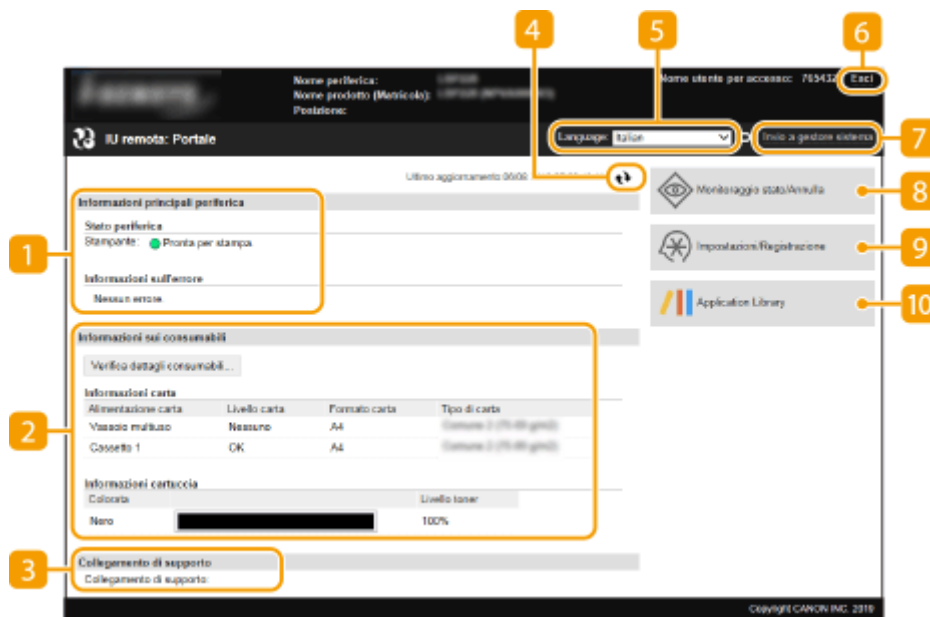 4
5
6
Nome periferica:
Nome prodotto (Matricola):
Posizione:
Nome utente per accesso: 765432
Esci
IU remota: Portale
Language: Italian
Invio a gestore sistema
7
Ultimo aggiornamento
Informazioni principali periferica
Stato periferica
Stampante: Pronta per stampa
Informazioni sull'errore
Nessun errore.
1
Monitoraggio stato/Annulla
8
Impostazioni/Registrazione
9
Application Library
10
Informazioni sui consumabili
Verifica dettagli consumabili...
Informazioni carta
Alimentazione carta Livello carta Formato carta Tipo di carta
Vassoio multiuso Nessuno A4
Cassetto 1 OK A4
2
Informazioni cartuccia
Colorata Livello toner
Nero 100%
Collegamento di supporto
Collegamento di supporto:
3
Copyright CANON INC. 2019